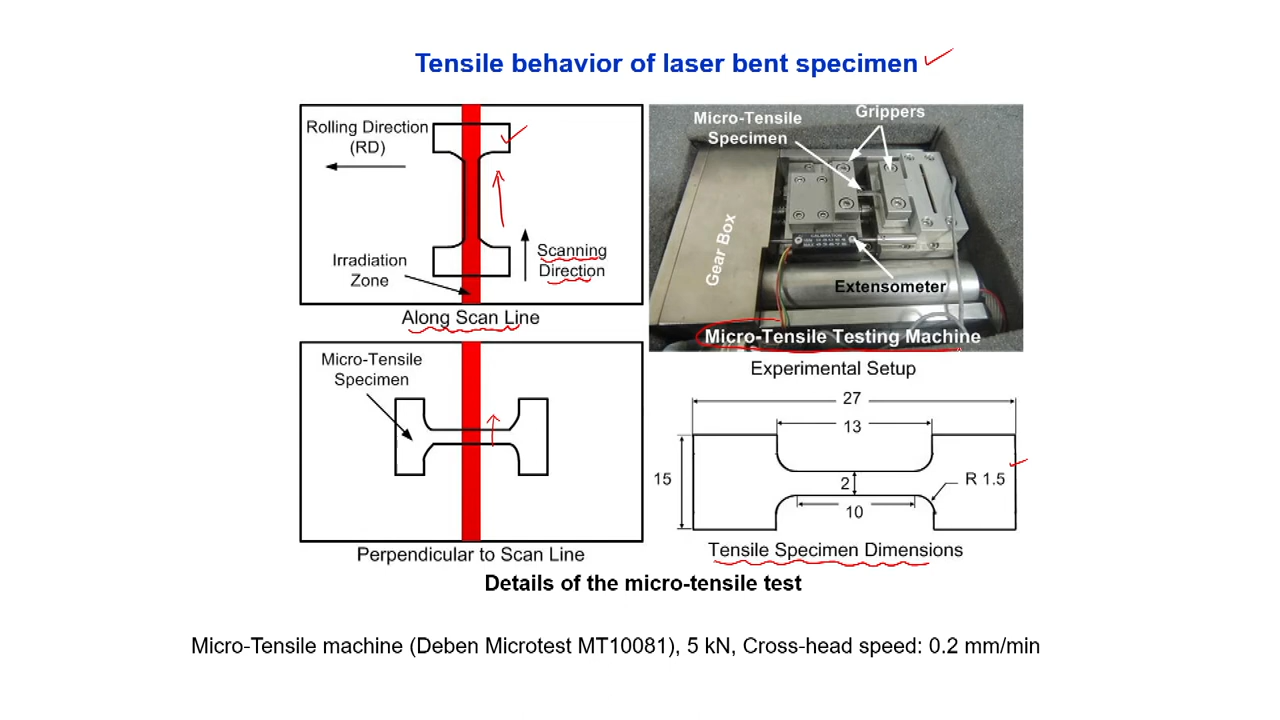 Tensile behavior of laser bent specimen
Rolling Direction
(RD)
Scanning
Direction
Irradiation
Zone
Along Scan Line
Micro-Tensile
Specimen
Perpendicular to Scan Line
Micro-Tensile
Specimen
Grippers
Gear Box
Extensometer
Micro-Tensile Testing Machine
Experimental Setup
27
13
15
2
R 1.5
10
Tensile Specimen Dimensions
Details of the micro-tensile test
Micro-Tensile machine (Deben Microtest MT10081), 5 kN, Cross-head speed: 0.2 mm/min